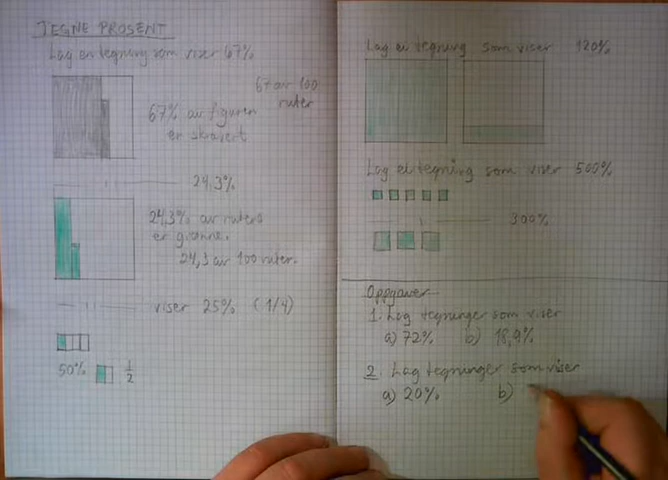 TEGNE PROSENT
Lag en tegning som viser 67%
67 av 100
ruter
67% av figuren
er skravert
24,3%
24,3% av rutene
er grønne.
24,3 av 100 ruter.
viser 25% (1/4)
50% 1/2
Lag ei tegning som viser 120%
Lag ei tegning som viser 500%
300%
Oppgaver
1. Lag tegninger som viser
a) 72% b) 18,9%
2. Lag tegninger som viser
a) 20% b)